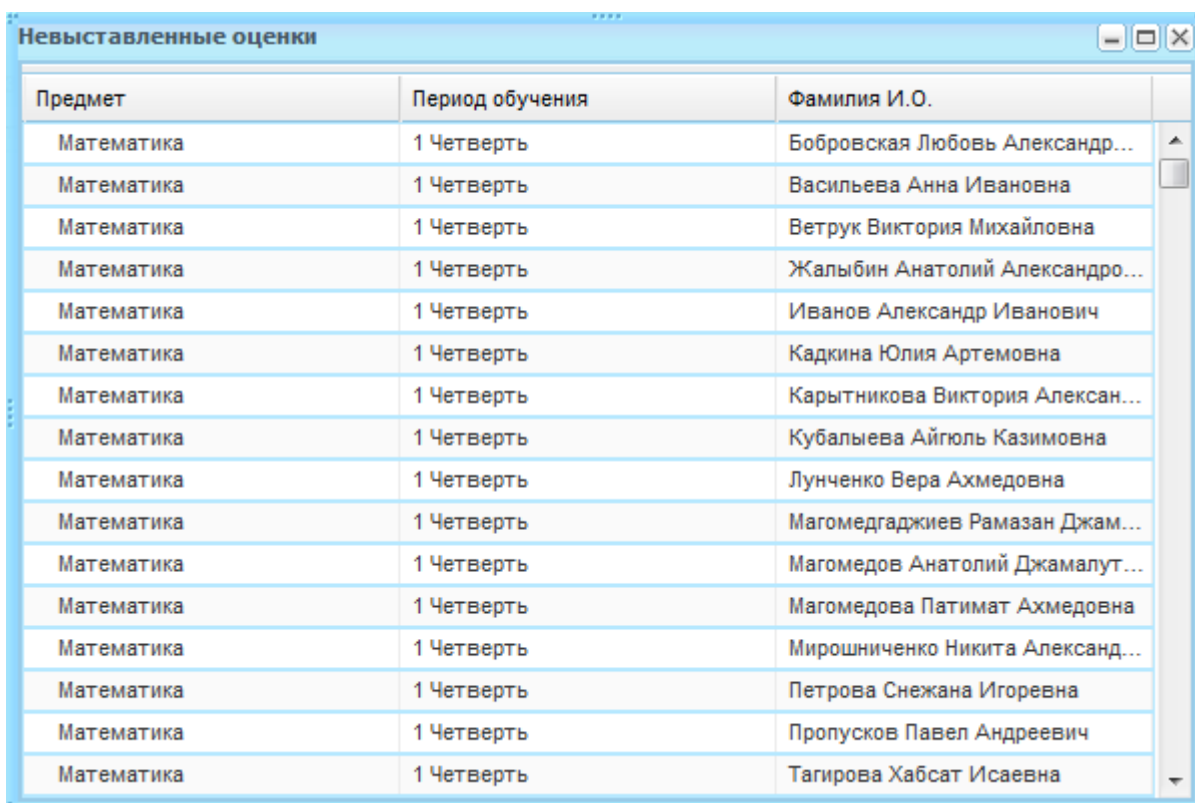 Невыставленные оценки
Предмет Период обучения Фамилия И.О.
Математика 1 Четверть Бобровская Любовь Александр...
Математика 1 Четверть Васильева Анна Ивановна
Математика 1 Четверть Ветрук Виктория Михайловна
Математика 1 Четверть Жалыбин Анатолий Александро...
Математика 1 Четверть Иванов Александр Иванович
Математика 1 Четверть Кадкина Юлия Артемовна
Математика 1 Четверть Карытникова Виктория Алексан...
Математика 1 Четверть Кубалыева Айгюль Казимовна
Математика 1 Четверть Лунченко Вера Ахмедовна
Математика 1 Четверть Магомедгаджиев Рамазан Джам...
Математика 1 Четверть Магомедов Анатолий Джамалут...
Математика 1 Четверть Магомедова Патимат Ахмедовна
Математика 1 Четверть Мирошниченко Никита Александ...
Математика 1 Четверть Петрова Снежана Игоревна
Математика 1 Четверть Пропусков Павел Андреевич
Математика 1 Четверть Тагирова Хабсат Исаевна